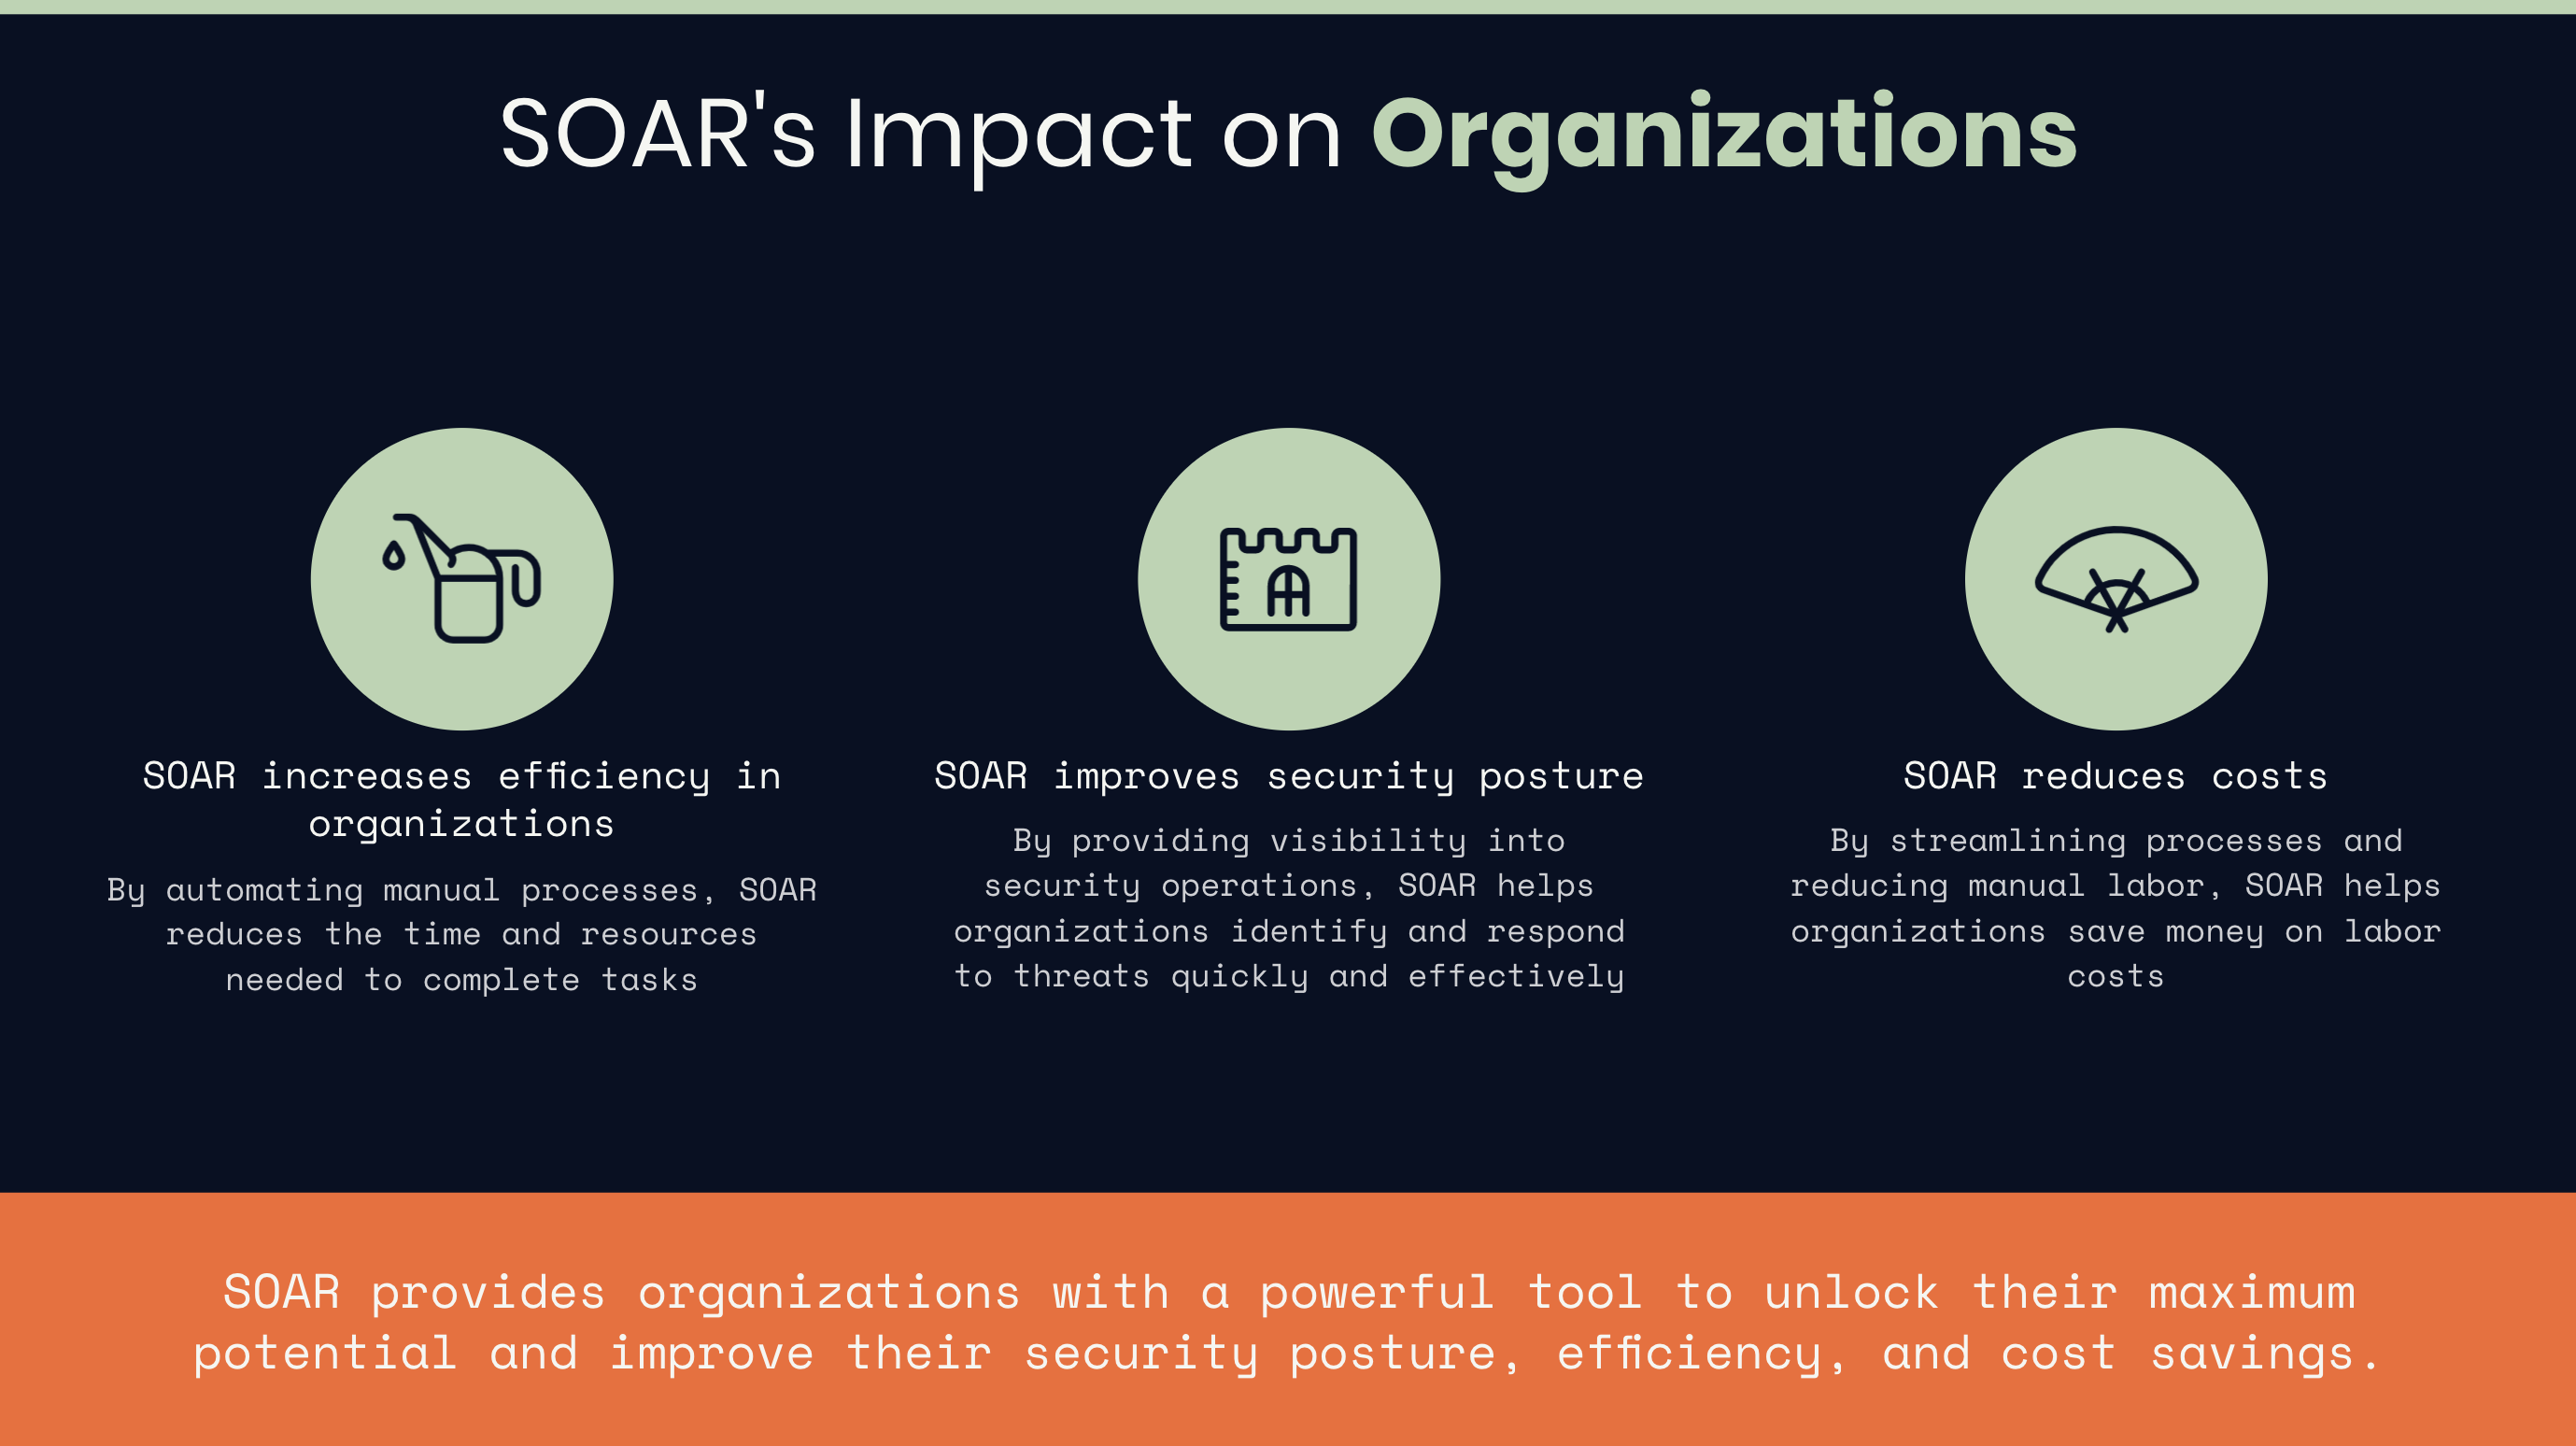 SOAR's Impact on Organizations
SOAR increases efficiency in
organizations
By automating manual processes, SOAR
reduces the time and resources
needed to complete tasks
SOAR improves security posture
By providing visibility into
security operations, SOAR helps
organizations identify and respond
to threats quickly and effectively
SOAR reduces costs
By streamlining processes and
reducing manual labor, SOAR helps
organizations save money on labor
costs
SOAR provides organizations with a powerful tool to unlock their maximum
potential and improve their security posture, efficiency, and cost savings.